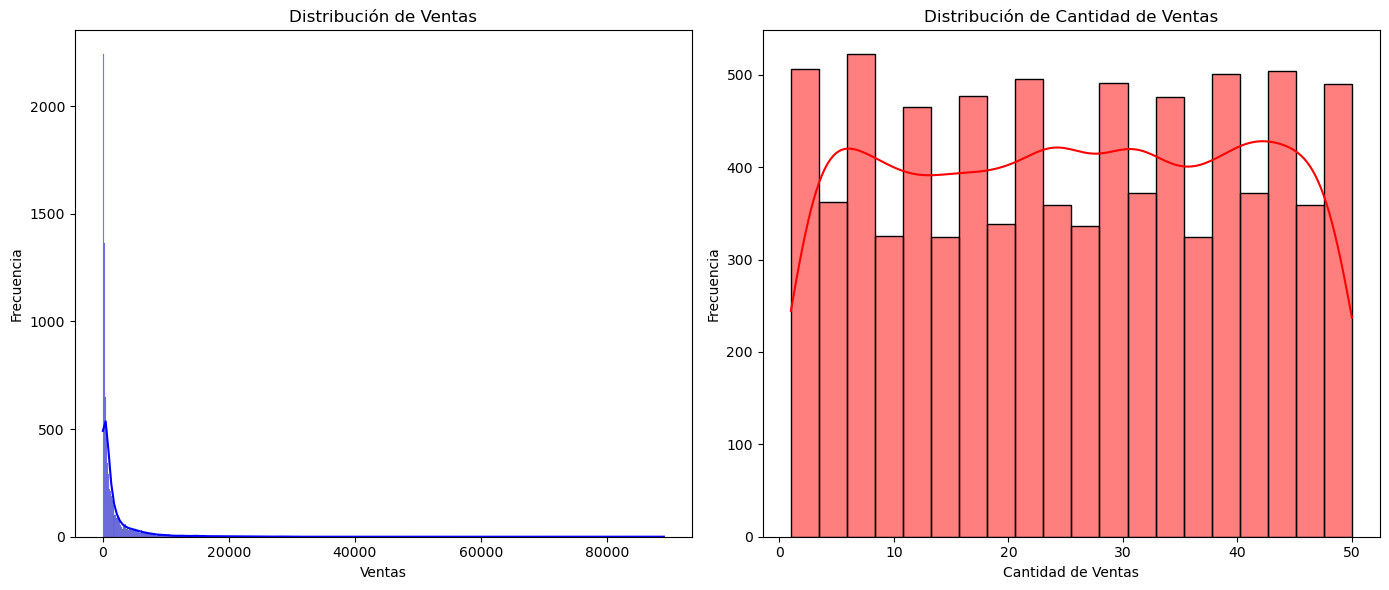 Distribución de Ventas
Frecuencia
2000
1500
1000
500
0
0 20000 40000 60000 80000
Ventas
Distribución de Cantidad de Ventas
Frecuencia
500
400
300
200
100
0
0 10 20 30 40 50
Cantidad de Ventas